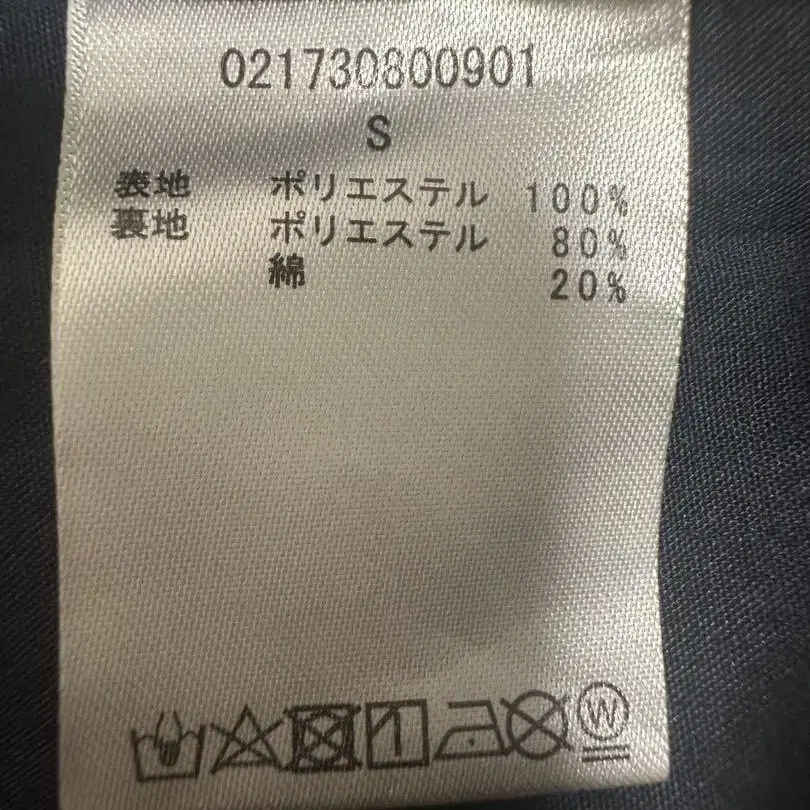 021730800901
S
表地 ポリエステル 100%
裏地 ポリエステル 80%
綿 20%
W